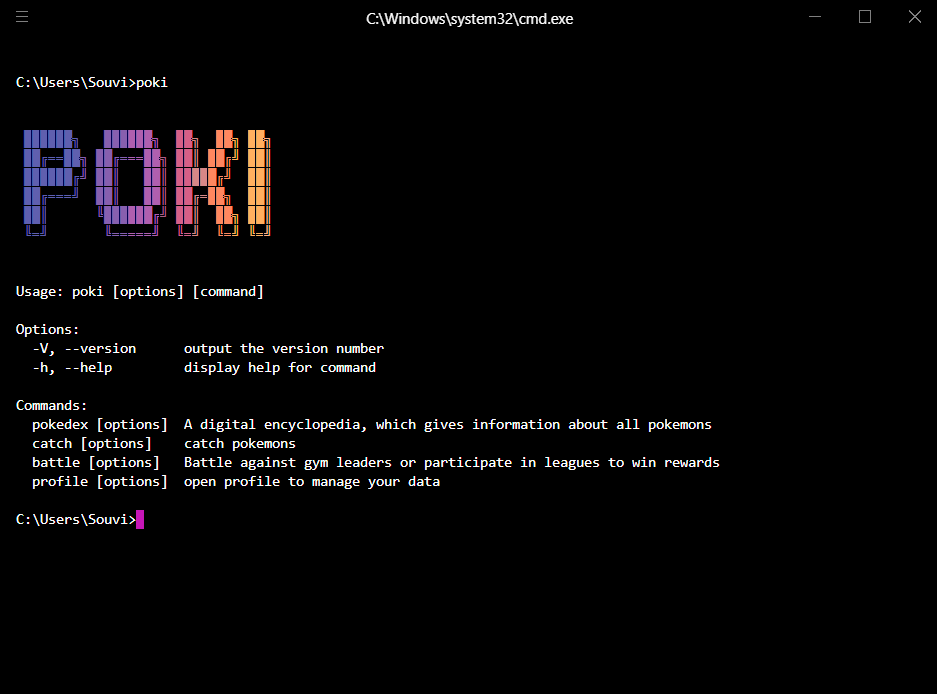 C:\Windows\system32\cmd.exe
C:\Users\Souvi>poki
POKI
Usage: poki [options] [command]
Options:
-V, --version output the version number
-h, --help display help for command
Commands:
pokedex [options] A digital encyclopedia, which gives information about all pokemons
catch [options] catch pokemons
battle [options] Battle against gym leaders or participate in leagues to win rewards
profile [options] open profile to manage your data
C:\Users\Souvi>